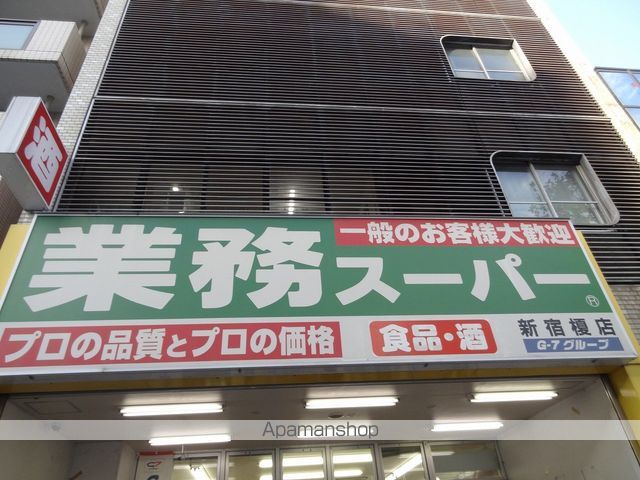 務
一般のお客様大歓迎
業務スーパー®
プロの品質とプロの価格
食品・酒
新宿榎店
G-7 グループ
Apamanshop